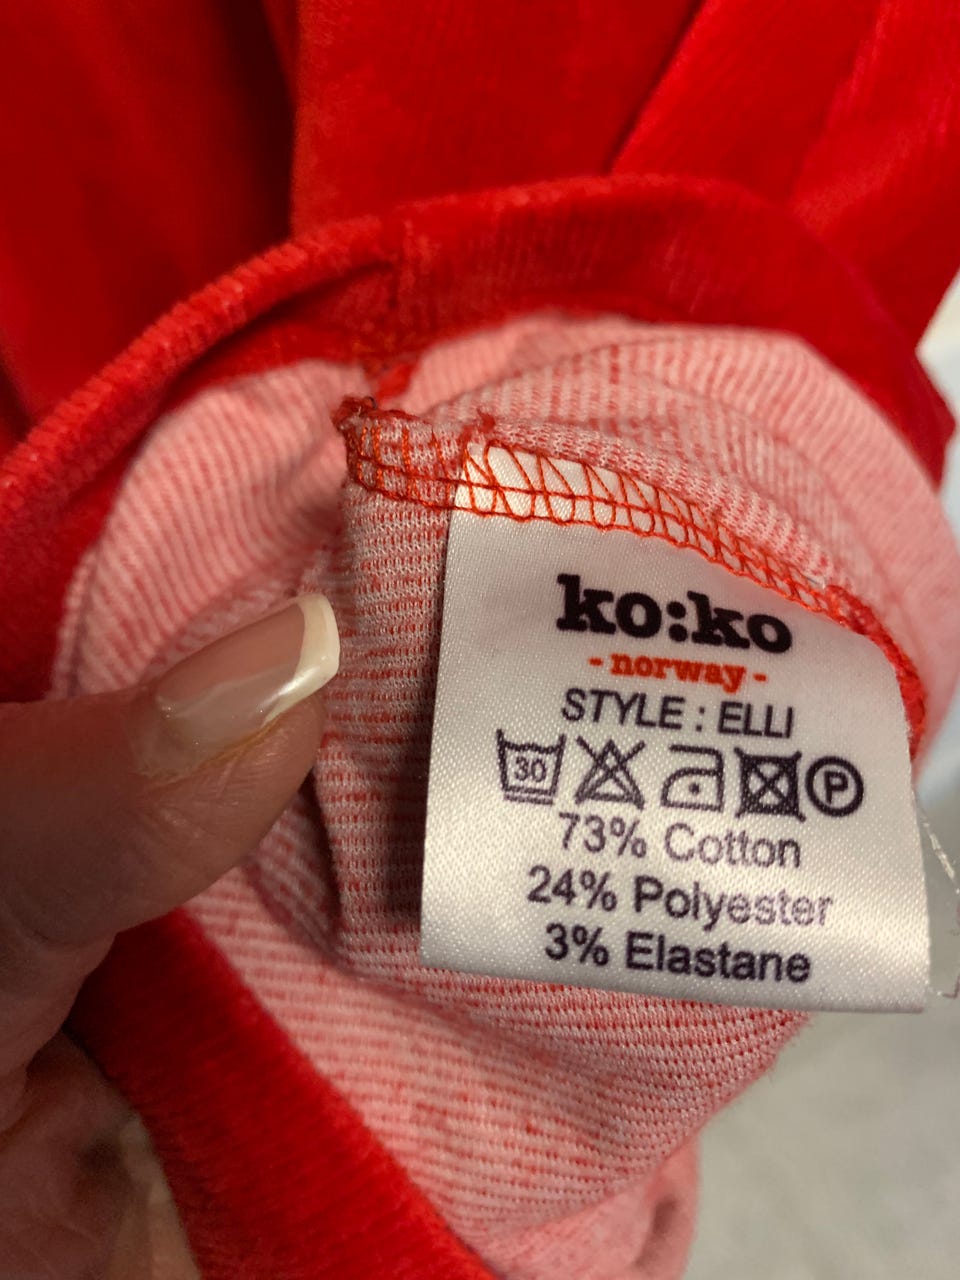 ko:ko
- norway -
STYLE : ELLI
30 P
73% Cotton
24% Polyester
3% Elastane